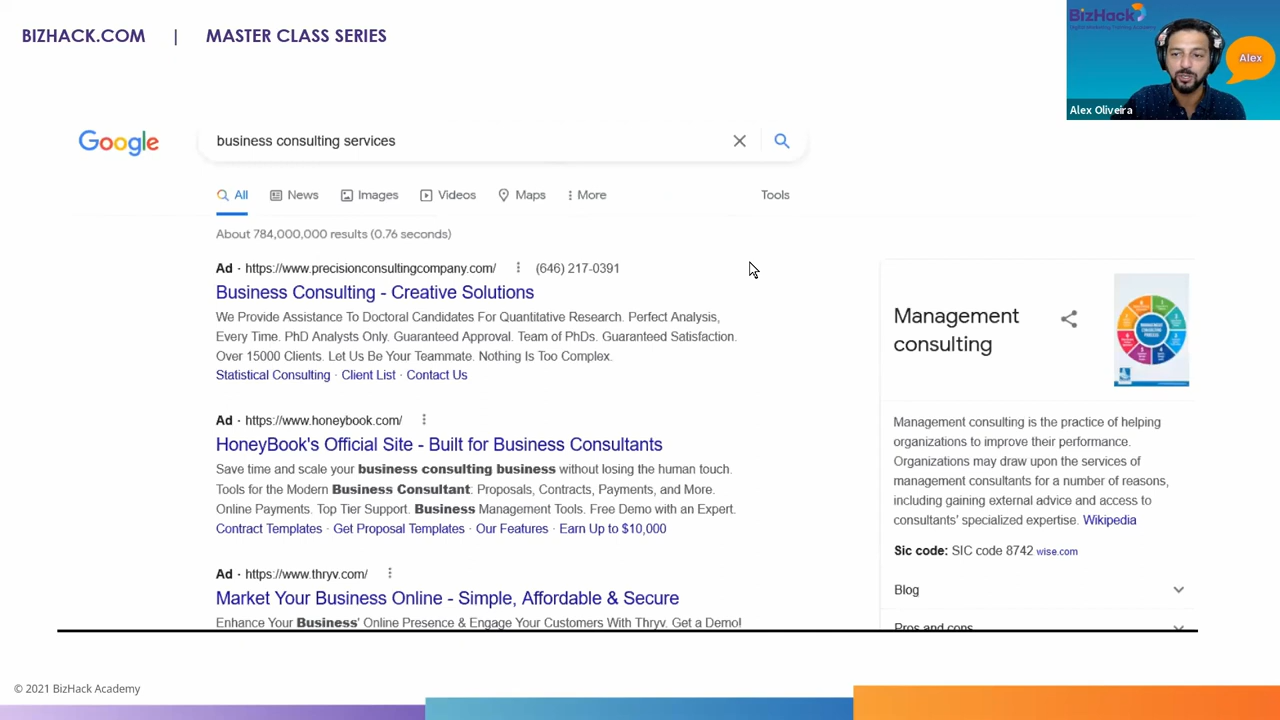 BIZHACK.COM | MASTER CLASS SERIES
BizHack
Alex
Alex Oliveira
Google
business consulting services
All News Images Videos Maps More Tools
About 784,000,000 results (0.76 seconds)
Ad · https://www.precisionconsultingcompany.com/ (646) 217-0391
Business Consulting - Creative Solutions
We Provide Assistance To Doctoral Candidates For Quantitative Research. Perfect Analysis,
Every Time. PhD Analysts Only. Guaranteed Approval. Team of PhDs. Guaranteed Satisfaction.
Over 15000 Clients. Let Us Be Your Teammate. Nothing Is Too Complex.
Statistical Consulting · Client List · Contact Us
Ad · https://www.honeybook.com/
HoneyBook's Official Site - Built for Business Consultants
Save time and scale your business consulting business without losing the human touch.
Tools for the Modern Business Consultant: Proposals, Contracts, Payments, and More.
Online Payments. Top Tier Support. Business Management Tools. Free Demo with an Expert.
Contract Templates · Get Proposal Templates · Our Features · Earn Up to $10,000
Ad · https://www.thryv.com/
Market Your Business Online - Simple, Affordable & Secure
Enhance Your Business' Online Presence & Engage Your Customers With Thryv. Get a Demo!
Management
consulting
Management consulting is the practice of helping
organizations to improve their performance.
Organizations may draw upon the services of
management consultants for a number of reasons,
including gaining external advice and access to
consultants' specialized expertise. Wikipedia
Sic code: SIC code 8742 wise.com
Blog
Pros and cons
© 2021 BizHack Academy